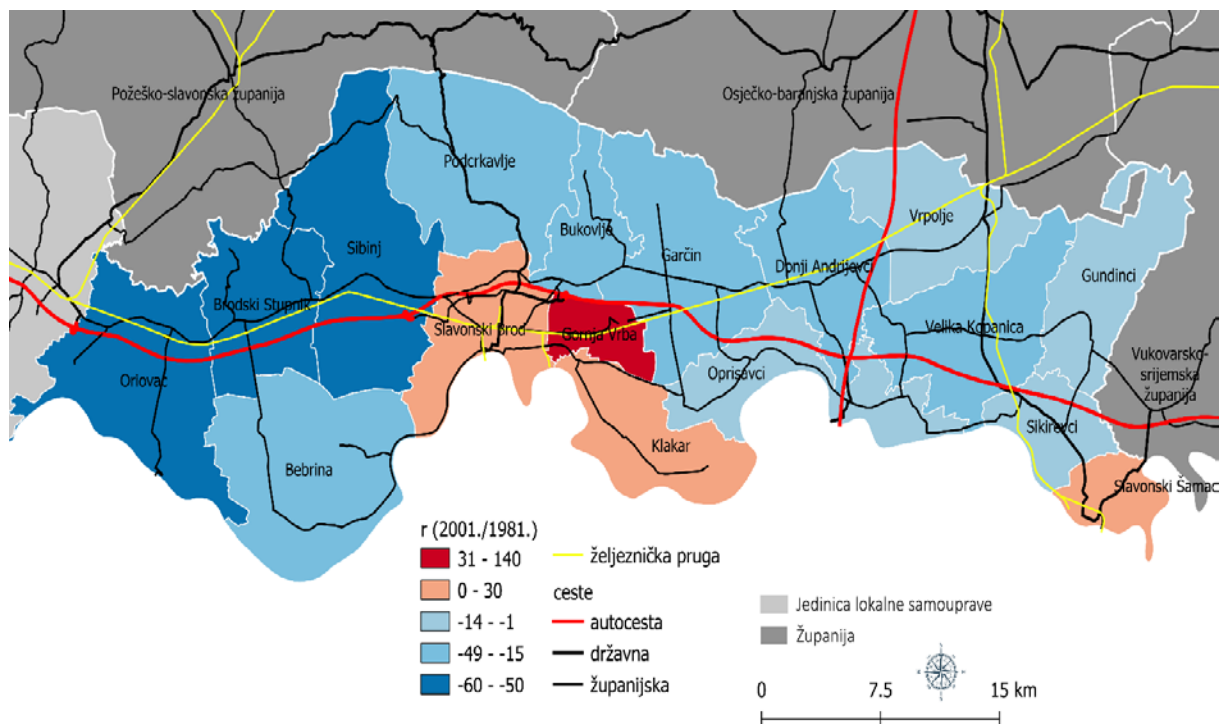 Požeško-slavonska županija
Osječko-baranjska županija
Podcrkavlje
Bukovlje
Vrpolje
Sibinj
Garčin
Donji Andrijevci
Gundinci
Brodski Stupnik
Slavonski Brod
Gornja Vrba
Velika Kopanica
Vukovarsko-
srijemska
županija
Orlovac
Oprisavci
Sikirevci
Klakar
Bebrina
Slavonski Šamac
r (2001./1981.)
31 - 140
0 - 30
-14 - -1
-49 - -15
-60 - -50
željeznička pruga
ceste
autocesta
državna
županijska
Jedinica lokalne samouprave
Županija
0 7.5 15 km